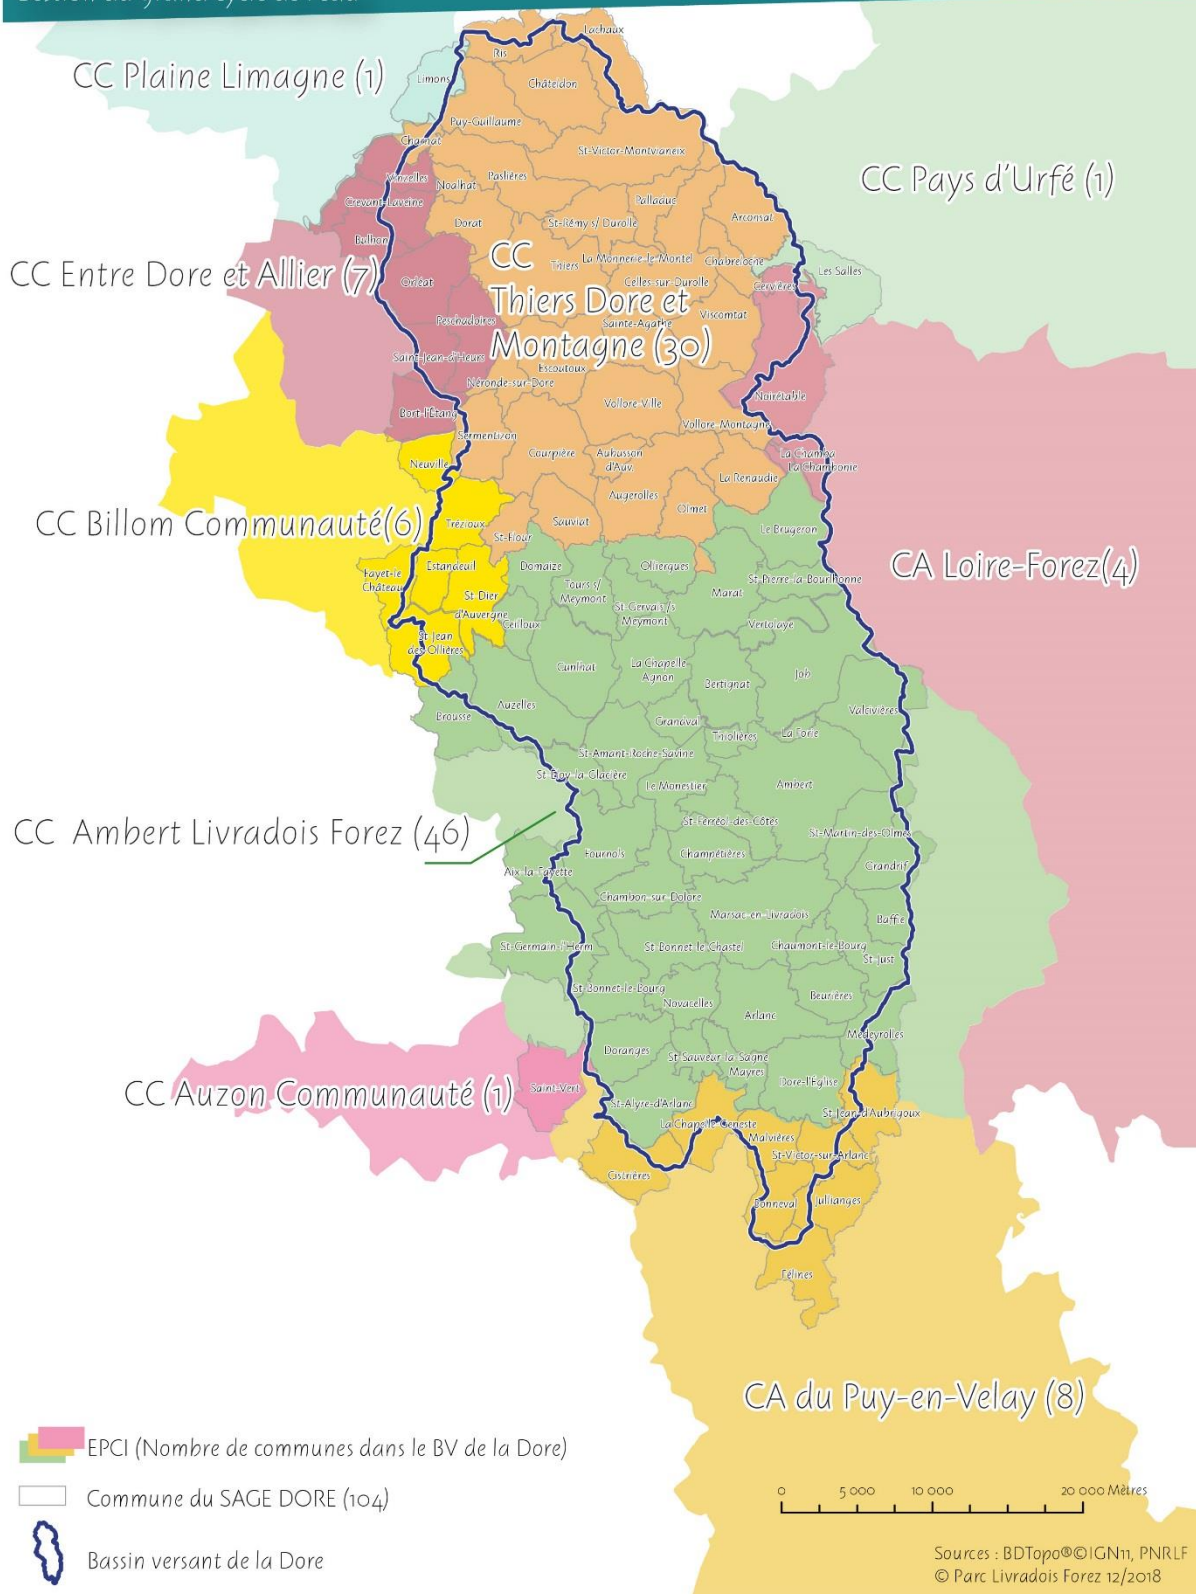 CC Plaine Limagne (1)
Lachaux
Ris
Limons
Châteldon
Puy-Guillaume
Charnat
St-Victor-Montvianeix
CC Pays d'Urfé (1)
Vinzelles
Noalhat
Paslières
Crevant-Laveine
Palladuc
Arconsat
Dorat
St-Rémy s/ Durolle
Bulhon
CC Entre Dore et Allier (7)
CC
Thiers Dore et
Montagne (30)
Thiers
La Monnerie-le-Montel
Chabreloche
Les Salles
Orléat
Celles-sur-Durolle
Cervières
Peschadoires
Sainte-Agathe
Viscomtat
Saint-Jean-d'Heurs
Escoutoux
Néronde-sur-Dore
Noirétable
Bort-l'Étang
Vollore-Ville
Vollore-Montagne
Sermentizon
Neuville
Courpière
Aubusson
d'Auv.
La Chamba
La Chambonie
La Renaudie
Augerolles
Olmet
CC Billom Communauté(6)
Trézioux
Sauviat
St-Flour
Le Brugeron
CA Loire-Forez(4)
Fayet-le
Château
Estandeuil
Domaize
Olliergues
St-Pierre-la-Bourlhonne
St-Dier
d'Auvergne
Tours s/
Meymont
Marat
St-Gervais /s
Meymont
Ceilloux
Vertolaye
St-Jean
des-Ollières
Cunlhat
La Chapelle
Agnon
Bertignat
Job
Auzelles
Brousse
Grandval
Valcivières
Thiolières
La Forie
St-Amant-Roche-Savine
St-Éloy-la-Glacière
Le Monestier
Ambert
CC Ambert Livradois Forez (46)
St-Ferréol-des-Côtes
St-Martin-des-Olmes
Fournols
Champétières
Grandrif
Aix-la-Fayette
Chambon-sur-Dolore
Marsac-en-Livradois
Baffie
St-Germain-l'Herm
St-Bonnet-le-Chastel
Chaumont-le-Bourg
St-Just
St-Bonnet-le-Bourg
Novacelles
Beurières
Arlanc
Medeyrolles
Doranges
St-Sauveur-la-Sagne
Mayres
Dore-l'Église
CC Auzon Communauté (1)
Saint-Vert
St-Alyre-d'Arlanc
St-Jean-d'Aubrigoux
La Chapelle-Geneste
Malvières
St-Victor-sur-Arlanc
Cistrières
Bonneval
Jullianges
Félines
CA du Puy-en-Velay (8)
EPCI (Nombre de communes dans le BV de la Dore)
Commune du SAGE DORE (104)
Bassin versant de la Dore
0 5 000 10 000 20 000 Mètres
Sources : BDTopo®©IGN11, PNRLF
© Parc Livradois Forez 12/2018